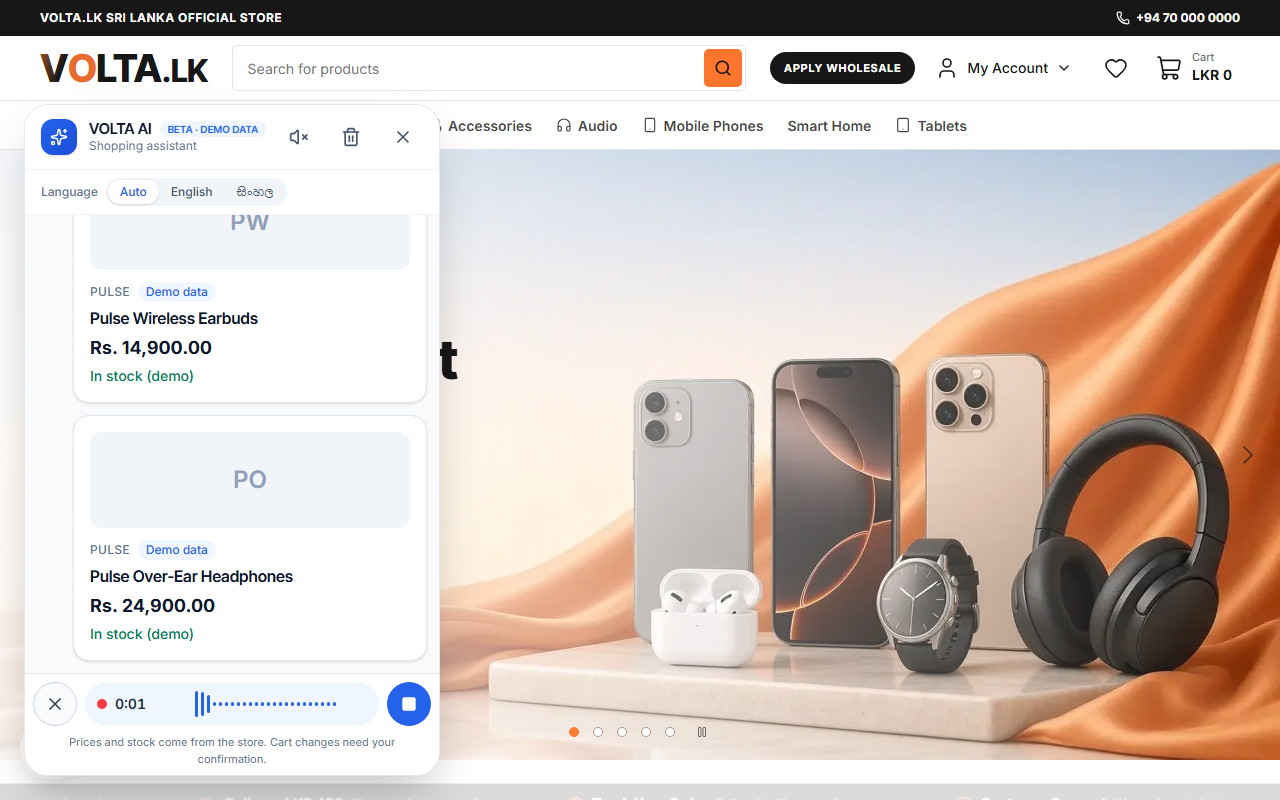 VOLTA.LK SRI LANKA OFFICIAL STORE
+94 70 000 0000
VOLTA.LK
Search for products
APPLY WHOLESALE
My Account
Cart
LKR 0
VOLTA AI
BETA · DEMO DATA
Shopping assistant
Accessories
Audio
Mobile Phones
Smart Home
Tablets
Language
Auto
English
සිංහල
PW
PULSE
Demo data
Pulse Wireless Earbuds
Rs. 14,900.00
In stock (demo)
t
PO
PULSE
Demo data
Pulse Over-Ear Headphones
Rs. 24,900.00
In stock (demo)
0:01
Prices and stock come from the store. Cart changes need your
confirmation.